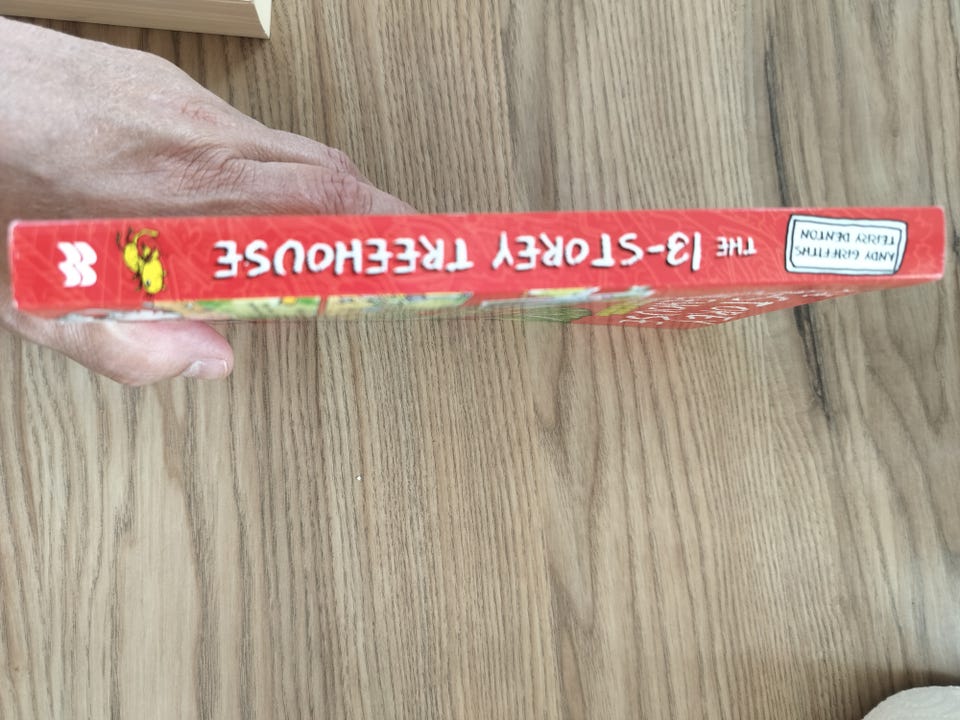 ANDY GRIFFITHS
TERRY DENTON
THE 13-STOREY TREEHOUSE